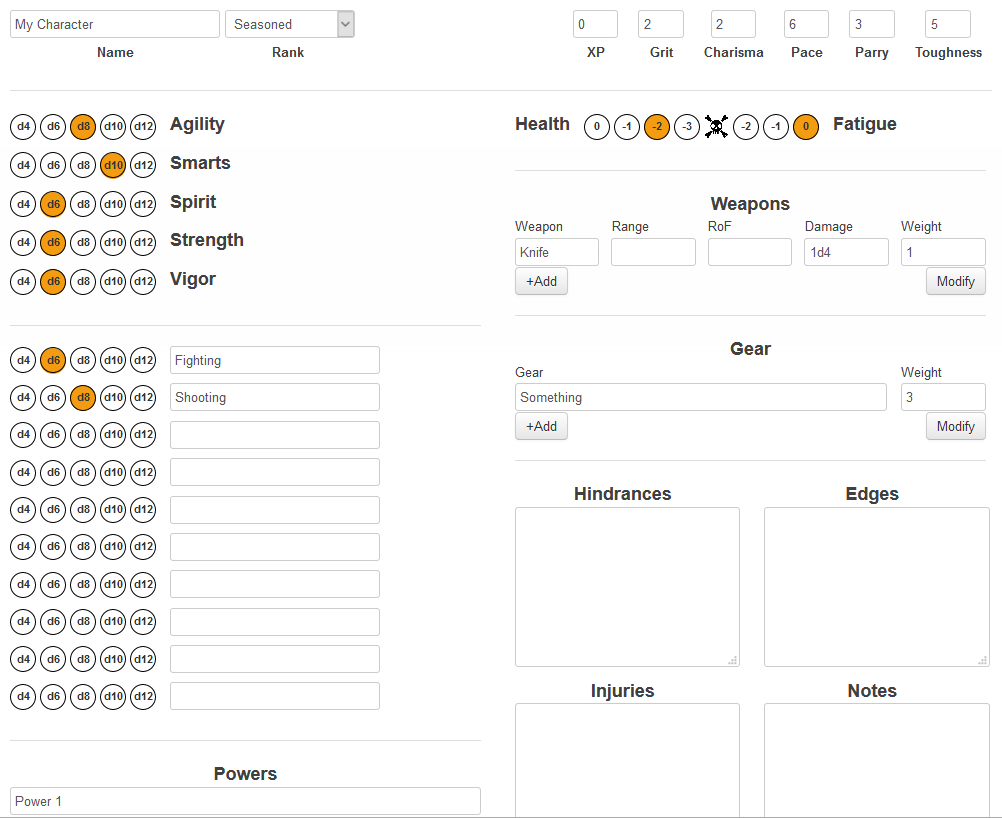 My Character Seasoned 0 2 2 6 3 5
Name Rank XP Grit Charisma Pace Parry Toughness
d4 d6 d8 d10 d12 Agility
d4 d6 d8 d10 d12 Smarts
d4 d6 d8 d10 d12 Spirit
d4 d6 d8 d10 d12 Strength
d4 d6 d8 d10 d12 Vigor
d4 d6 d8 d10 d12 Fighting
d4 d6 d8 d10 d12 Shooting
d4 d6 d8 d10 d12
d4 d6 d8 d10 d12
d4 d6 d8 d10 d12
d4 d6 d8 d10 d12
d4 d6 d8 d10 d12
d4 d6 d8 d10 d12
d4 d6 d8 d10 d12
d4 d6 d8 d10 d12
Powers
Power 1
Health 0 -1 -2 -3 -2 -1 0 Fatigue
Weapons
Weapon Range RoF Damage Weight
Knife 1d4 1
+Add Modify
Gear
Gear Weight
Something 3
+Add Modify
Hindrances Edges
Injuries Notes